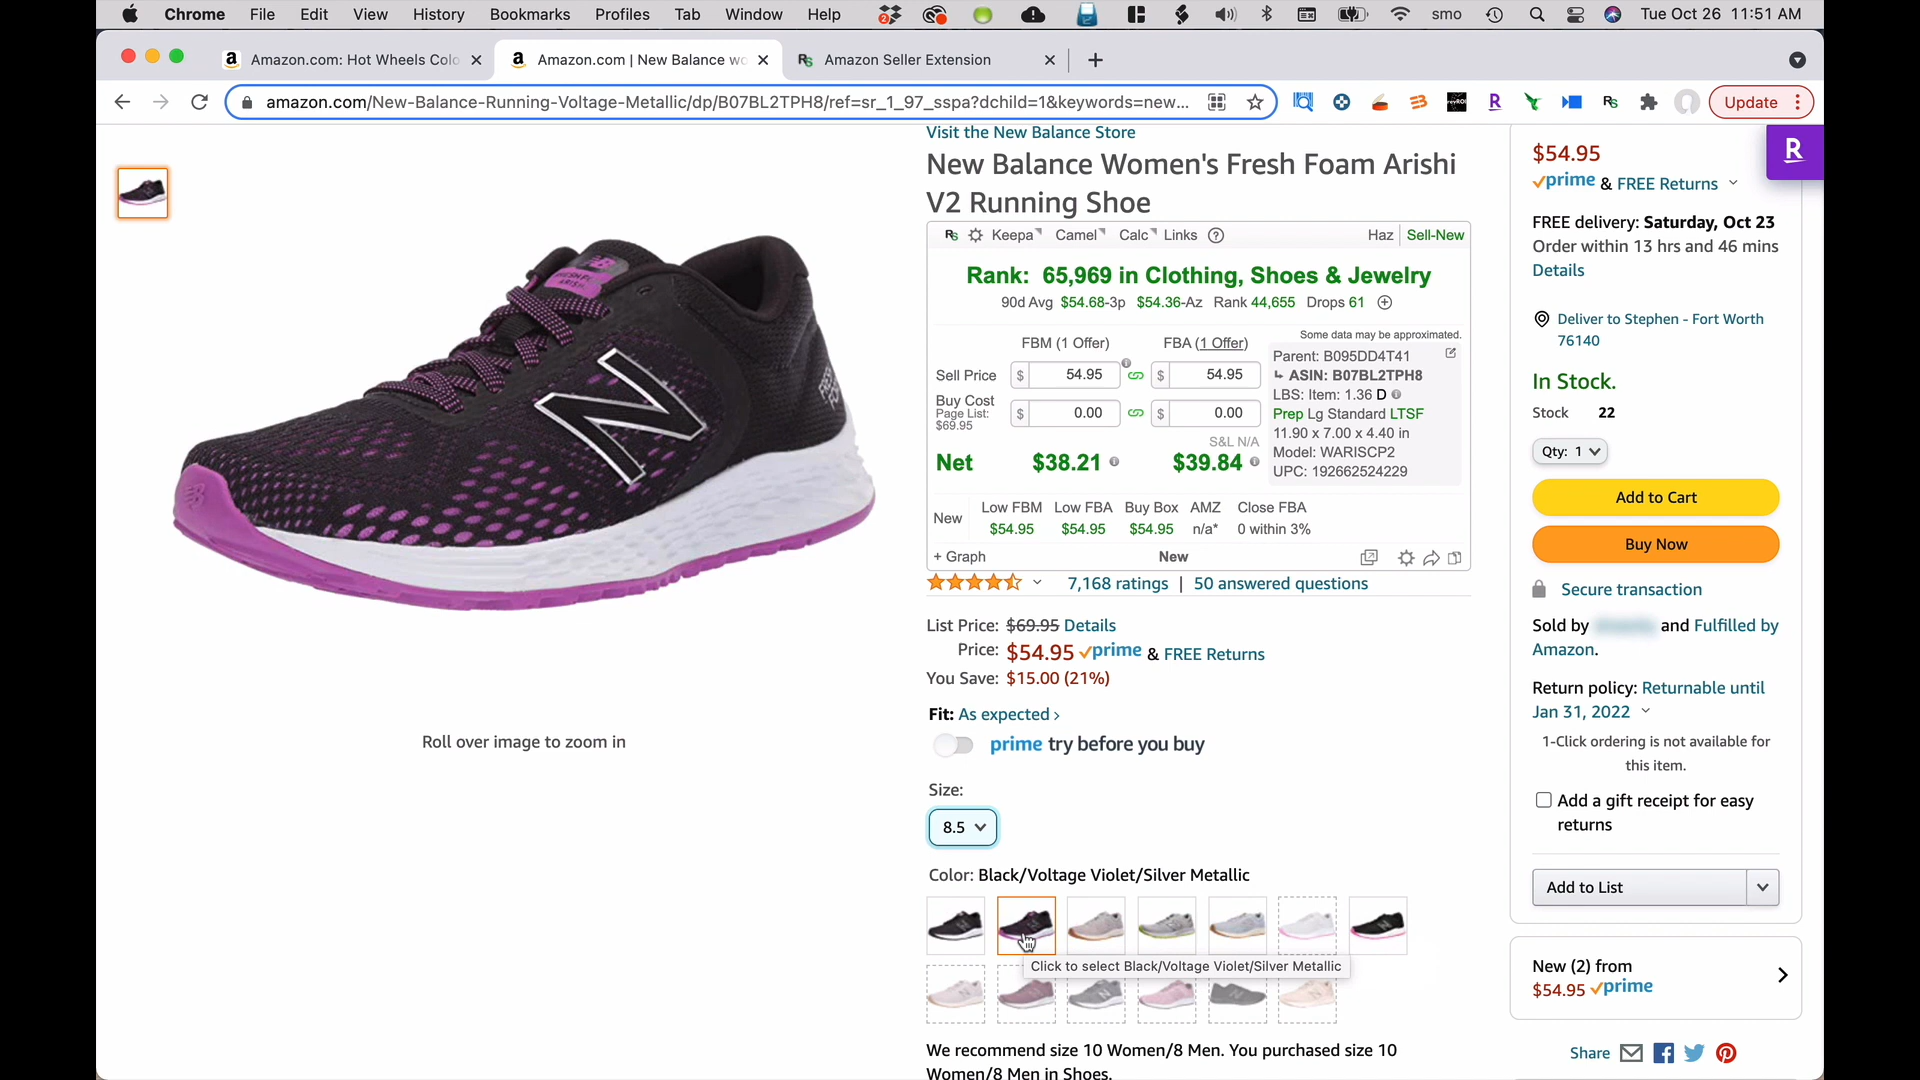 Chrome File Edit View History Bookmarks Profiles Tab Window Help smo Tue Oct 26 11:51 AM
Amazon.com: Hot Wheels Colo
Amazon.com | New Balance wo
Amazon Seller Extension
amazon.com/New-Balance-Running-Voltage-Metallic/dp/B07BL2TPH8/ref=sr_1_97_sspa?dchild=1&keywords=new...
Update
Roll over image to zoom in
Visit the New Balance Store
New Balance Women's Fresh Foam Arishi
V2 Running Shoe
RS Keepa Camel Calc Links ? Haz Sell-New
Rank: 65,969 in Clothing, Shoes & Jewelry
90d Avg $54.68-3p $54.36-Az Rank 44,655 Drops 61
Some data may be approximated.
FBM (1 Offer) FBA (1 Offer)
Sell Price $ 54.95 $ 54.95
Buy Cost $ 0.00 $ 0.00
Page List:
$69.95
S&L N/A
Net $38.21 $39.84
Parent: B095DD4T41
ASIN: B07BL2TPH8
LBS: Item: 1.36 D
Prep Lg Standard LTSF
11.90 x 7.00 x 4.40 in
Model: WARISCP2
UPC: 192662524229
Low FBM Low FBA Buy Box AMZ Close FBA
New $54.95 $54.95 $54.95 n/a* 0 within 3%
+ Graph New
7,168 ratings | 50 answered questions
List Price: $69.95 Details
Price: $54.95 prime & FREE Returns
You Save: $15.00 (21%)
Fit: As expected ›
prime try before you buy
Size:
8.5
Color: Black/Voltage Violet/Silver Metallic
Click to select Black/Voltage Violet/Silver Metallic
We recommend size 10 Women/8 Men. You purchased size 10
Women/8 Men in Shoes.
$54.95
prime & FREE Returns
R
FREE delivery: Saturday, Oct 23
Order within 13 hrs and 46 mins
Details
Deliver to Stephen - Fort Worth
76140
In Stock.
Stock 22
Qty: 1
Add to Cart
Buy Now
Secure transaction
Sold by and Fulfilled by
Amazon.
Return policy: Returnable until
Jan 31, 2022
1-Click ordering is not available for
this item.
Add a gift receipt for easy
returns
Add to List
New (2) from
$54.95 prime
Share